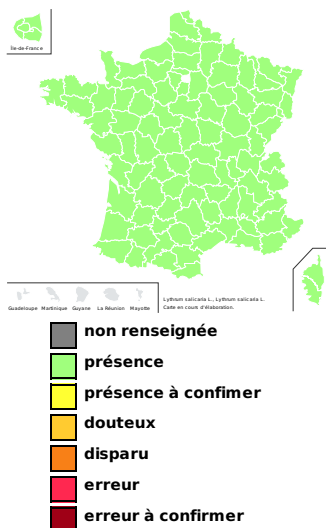 Île-de-France
Lythrum salicaria L., Lythrum salicaria L.
Carte en cours d'élaboration.
Guadeloupe Martinique Guyane La Réunion Mayotte
non renseignée
présence
présence à confimer
douteux
disparu
erreur
erreur à confirmer